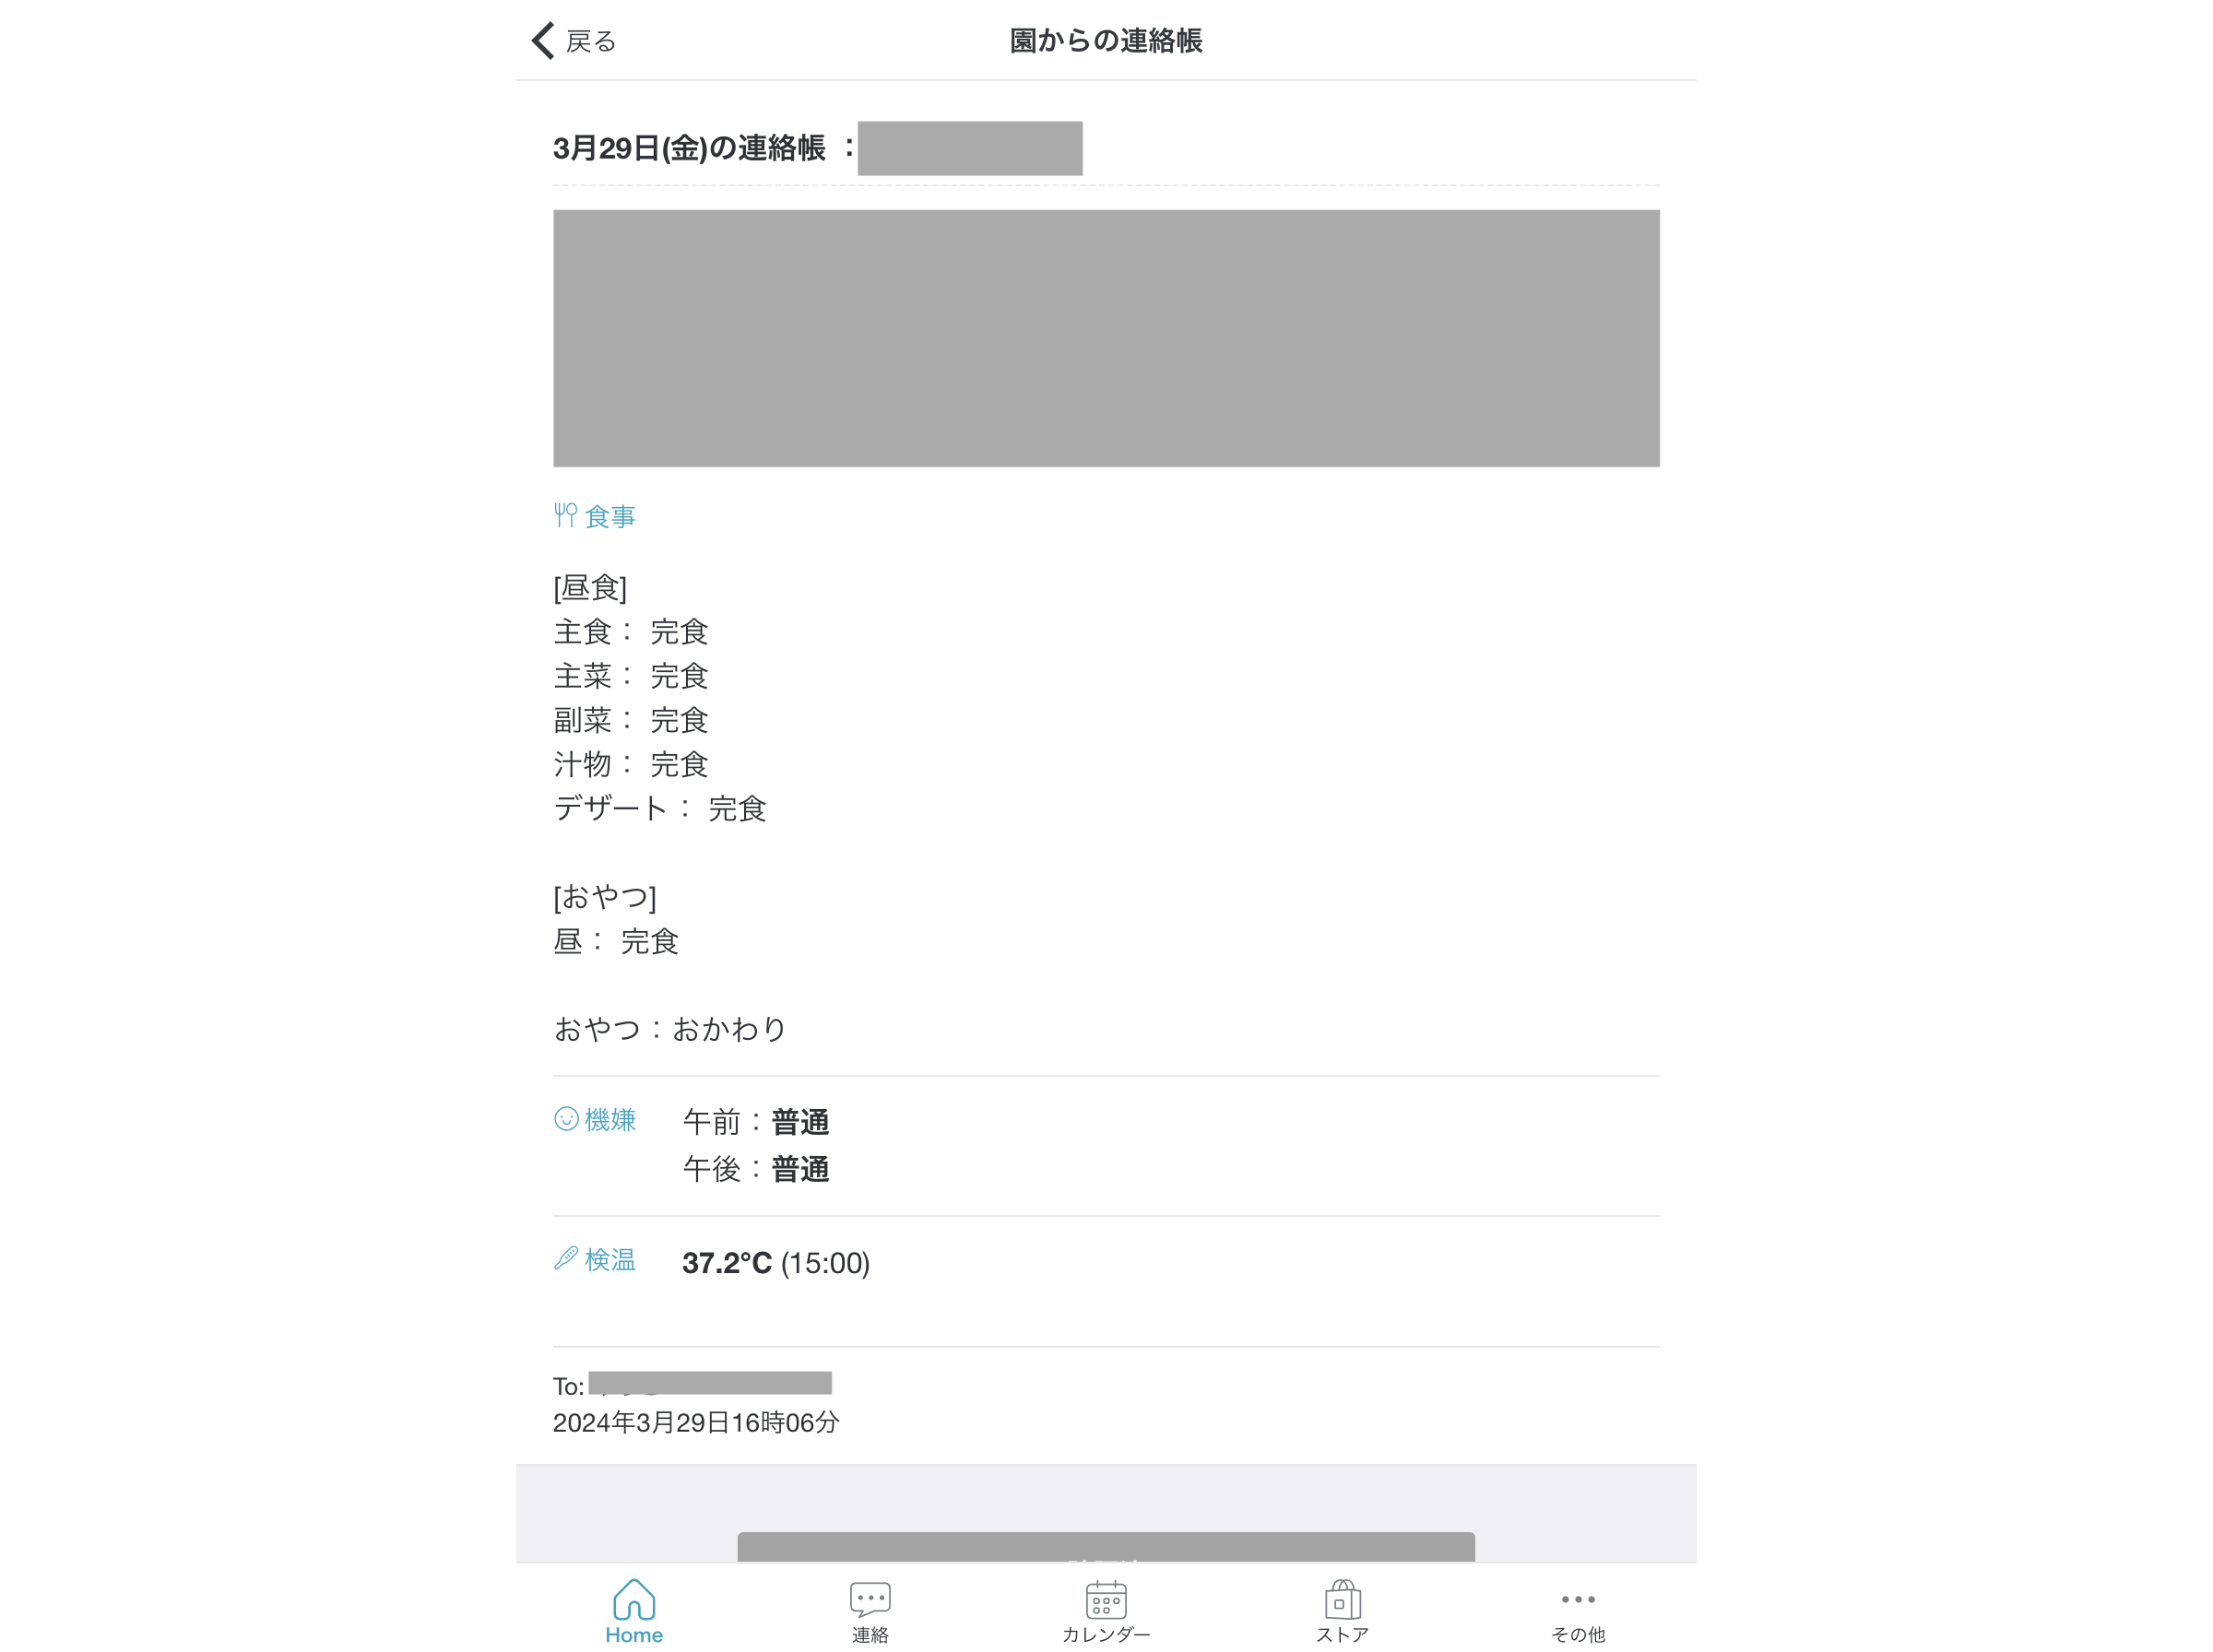 戻る
園からの連絡帳
3月29日(金)の連絡帳 ：
食事
[昼食]
主食： 完食
主菜： 完食
副菜： 完食
汁物： 完食
デザート： 完食
[おやつ]
昼： 完食
おやつ：おかわり
機嫌
午前：普通
午後：普通
検温
37.2°C (15:00)
To:
2024年3月29日16時06分
Home
連絡
カレンダー
ストア
その他